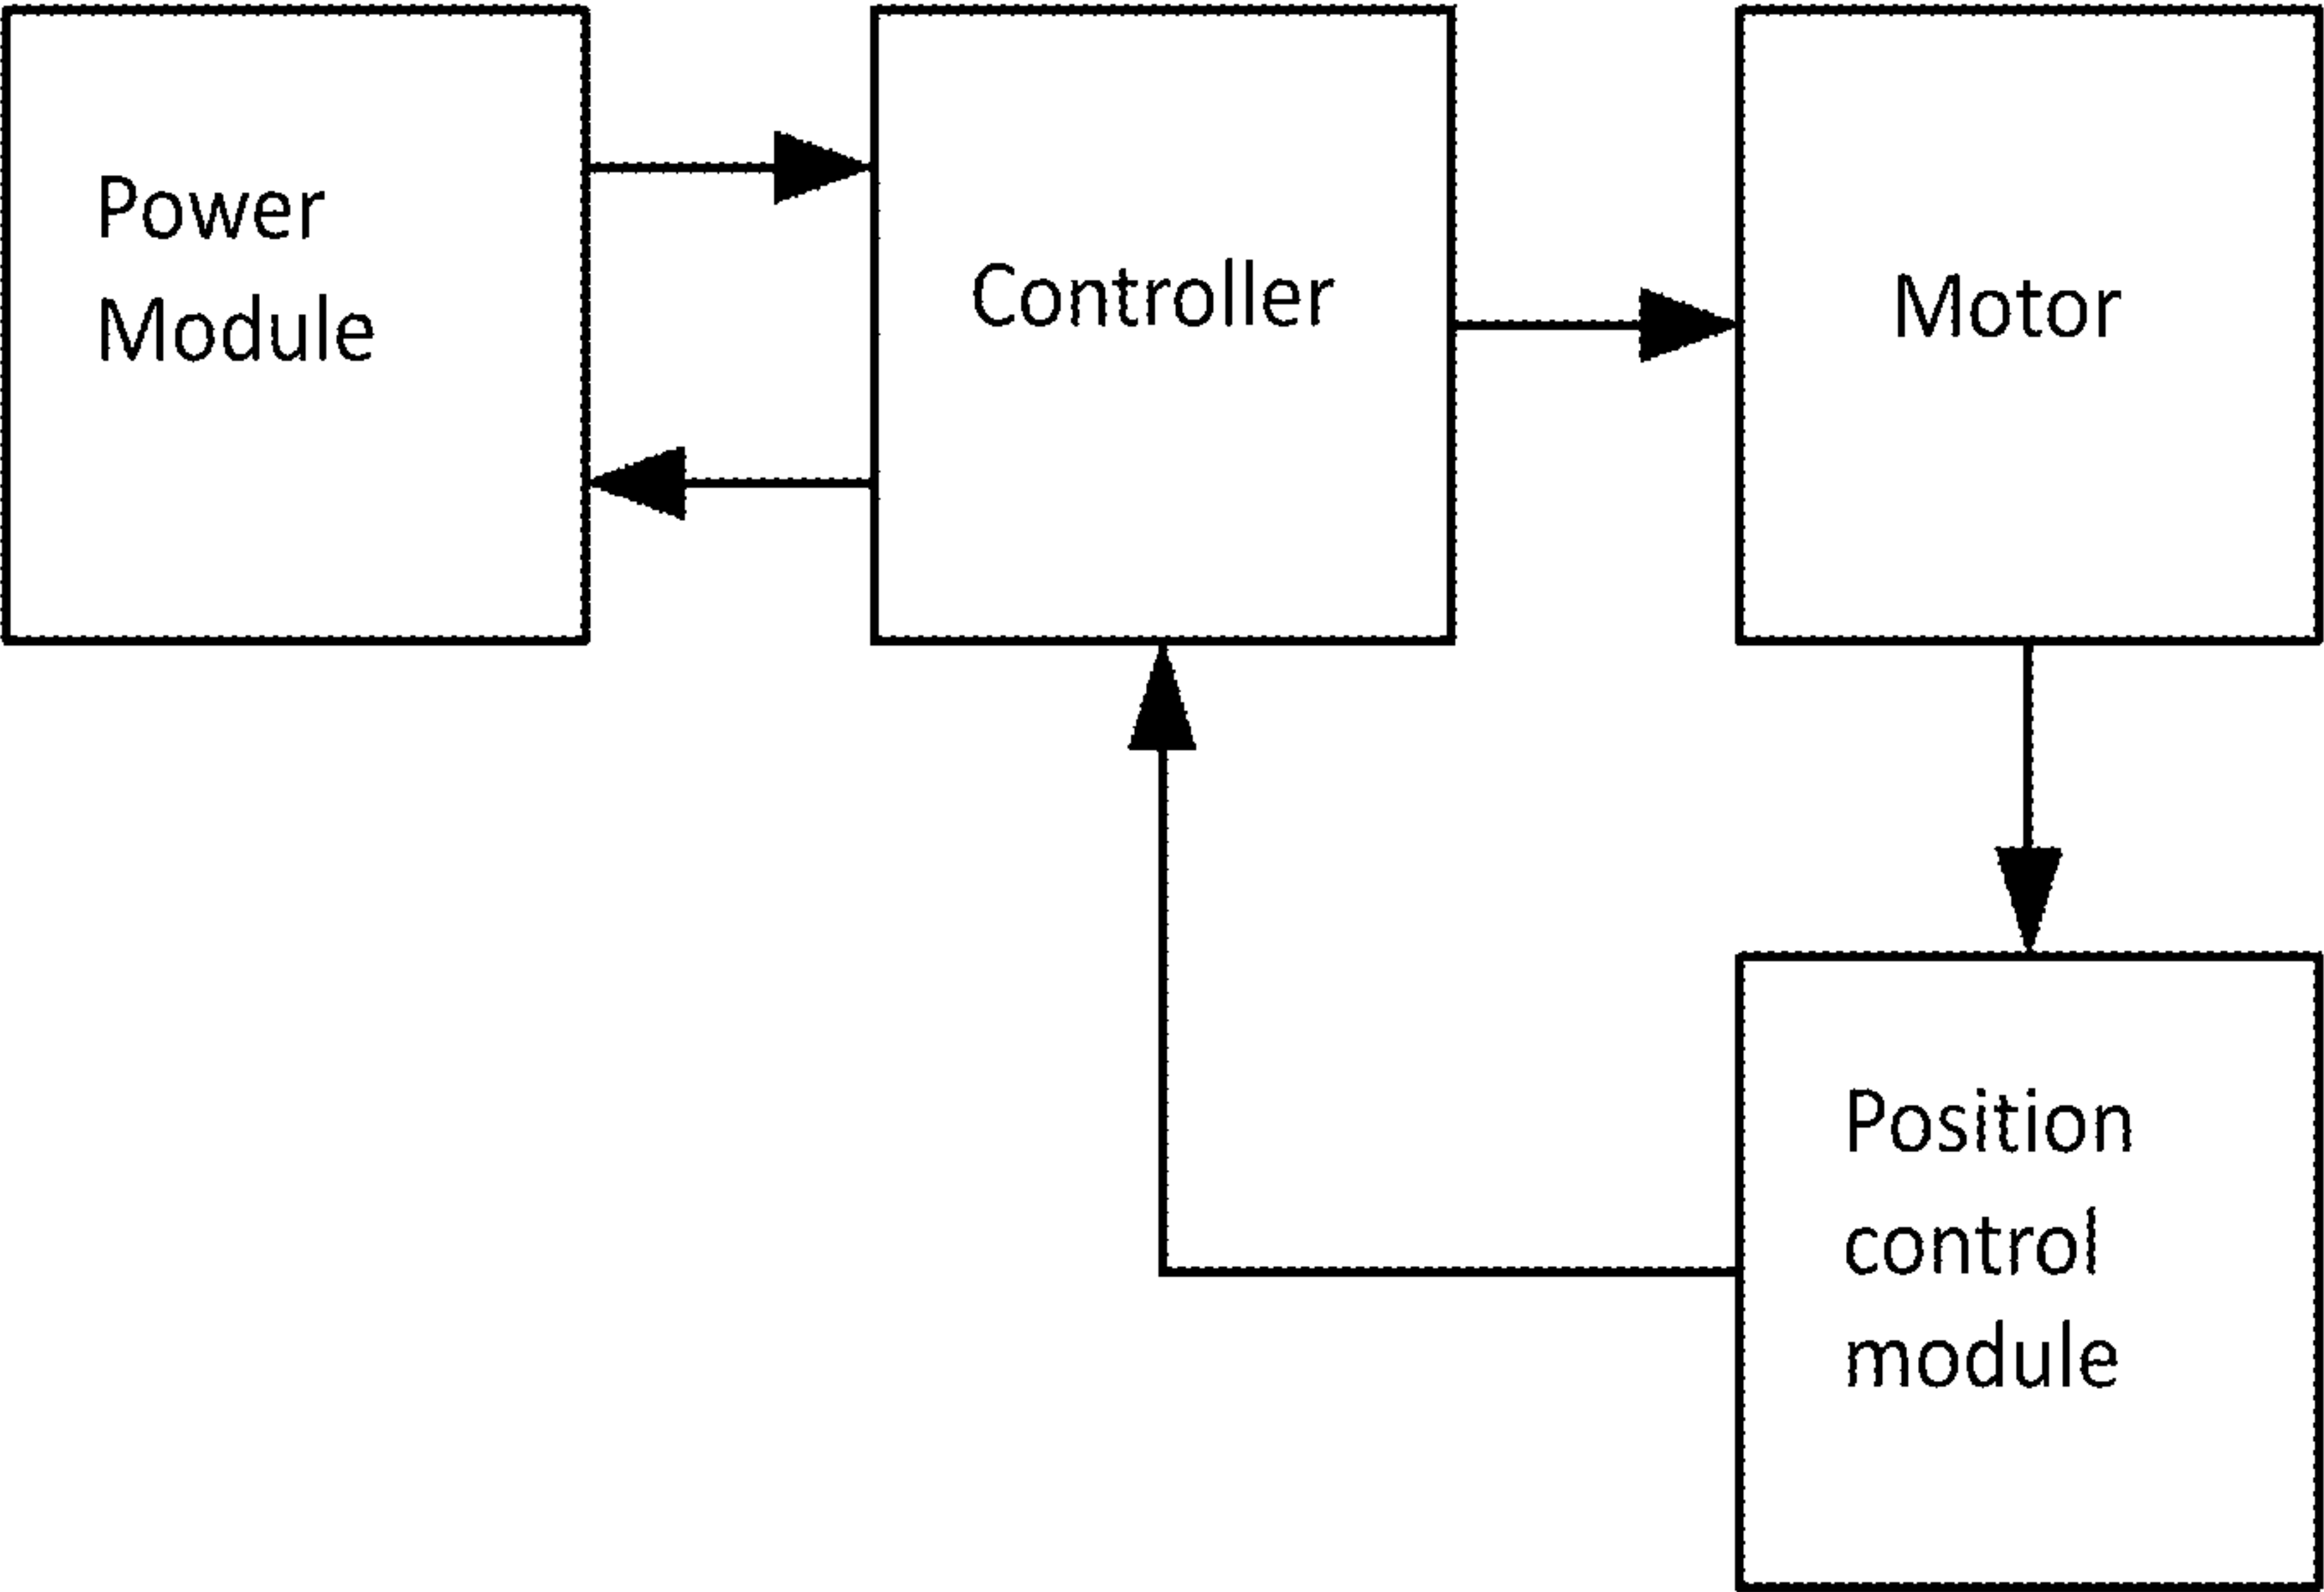 Power
Module
Controller
Motor
Position
control
module